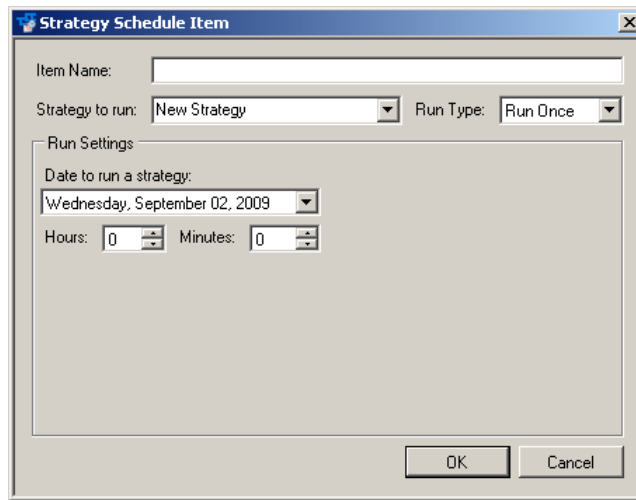 Strategy Schedule Item
Item Name:
Strategy to run: New Strategy Run Type: Run Once
Run Settings
Date to run a strategy:
Wednesday, September 02, 2009
Hours: 0 Minutes: 0
OK Cancel